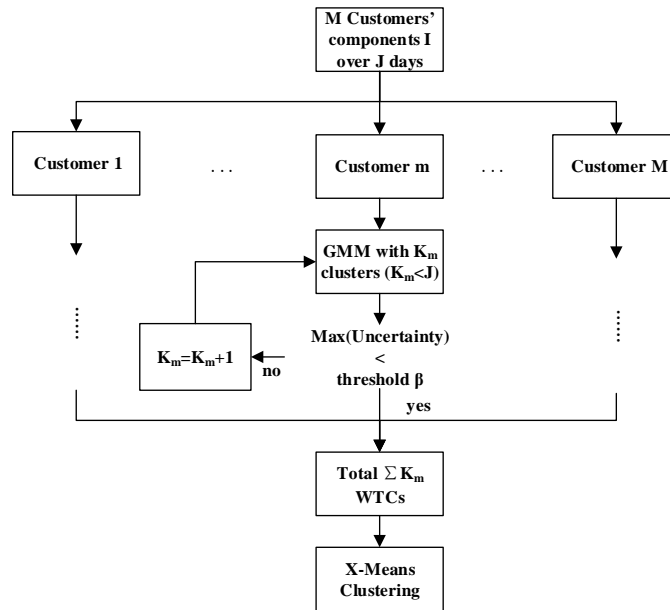 M Customers'
components I
over J days
Customer 1
. . .
Customer m
. . .
Customer M
GMM with Kₘ
clusters (Kₘ<J)
Kₘ=Kₘ+1
no
Max(Uncertainty)
<
threshold β
yes
Total ΣKₘ
WTCs
X-Means
Clustering